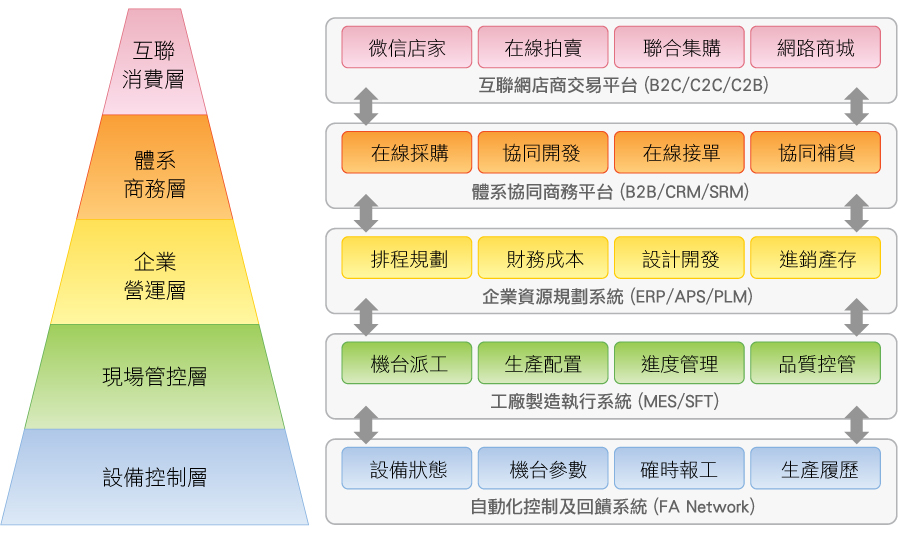 互聯
消費層
微信店家
在線拍賣
聯合集購
網路商城
互聯網店商交易平台 (B2C/C2C/C2B)
體系
商務層
在線採購
協同開發
在線接單
協同補貨
體系協同商務平台 (B2B/CRM/SRM)
企業
營運層
排程規劃
財務成本
設計開發
進銷產存
企業資源規劃系統 (ERP/APS/PLM)
現場管控層
機台派工
生產配置
進度管理
品質控管
工廠製造執行系統 (MES/SFT)
設備控制層
設備狀態
機台參數
確時報工
生產履歷
自動化控制及回饋系統 (FA Network)